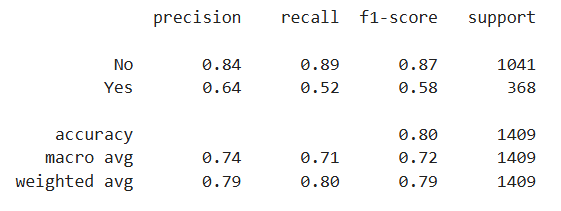 precision recall f1-score support
No 0.84 0.89 0.87 1041
Yes 0.64 0.52 0.58 368
accuracy 0.80 1409
macro avg 0.74 0.71 0.72 1409
weighted avg 0.79 0.80 0.79 1409